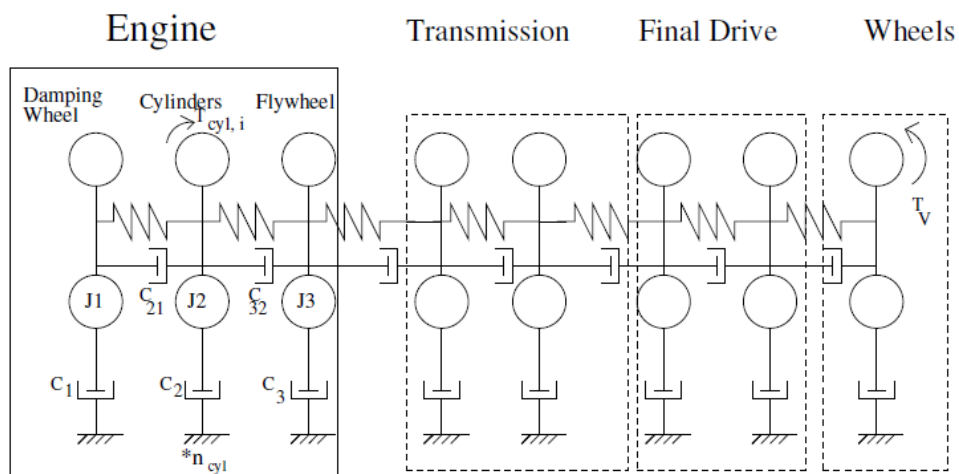 Engine
Transmission
Final Drive
Wheels
Damping
Wheel
Cylinders
Flywheel
T cyl, i
T V
J1
C 21
J2
C 32
J3
C 1
C 2
C 3
*n cyl